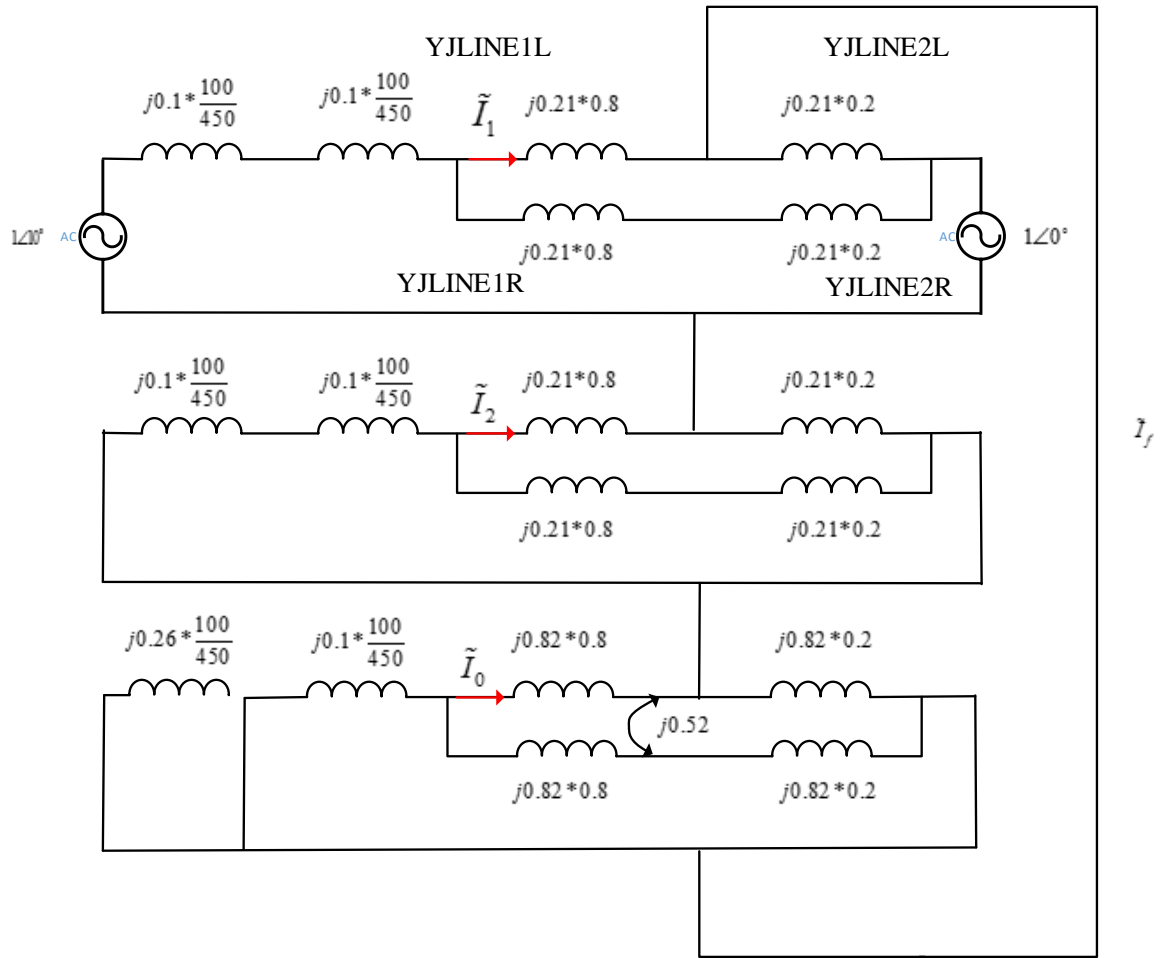 YJLINE1L YJLINE2L
j0.1*100/450 j0.1*100/450 Ĩ₁ j0.21*0.8 j0.21*0.2
1∠10° AC AC 1∠0°
j0.21*0.8 j0.21*0.2
YJLINE1R YJLINE2R
j0.1*100/450 j0.1*100/450 Ĩ₂ j0.21*0.8 j0.21*0.2
Ĩf
j0.21*0.8 j0.21*0.2
j0.26*100/450 j0.1*100/450 Ĩ₀ j0.82*0.8 j0.82*0.2
j0.52
j0.82*0.8 j0.82*0.2